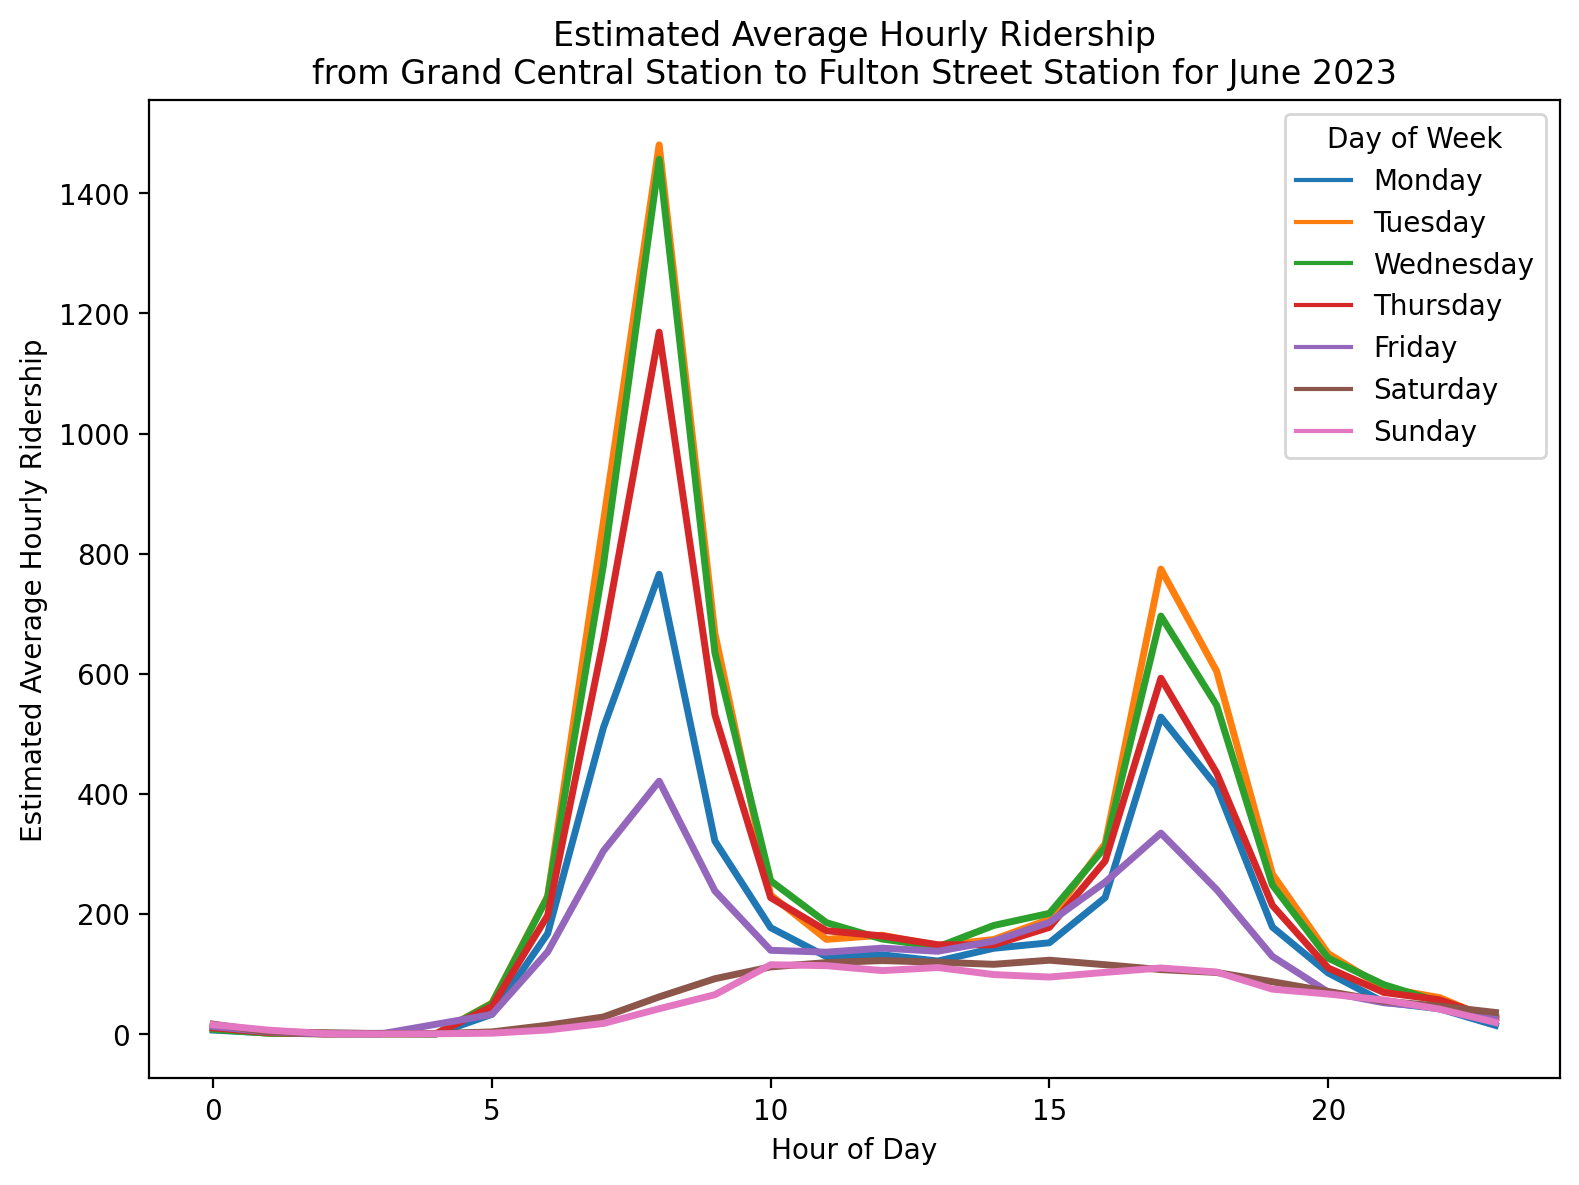 Estimated Average Hourly Ridership
from Grand Central Station to Fulton Street Station for June 2023
Estimated Average Hourly Ridership
1400
1200
1000
800
600
400
200
0
Day of Week
Monday
Tuesday
Wednesday
Thursday
Friday
Saturday
Sunday
0
5
10
15
20
Hour of Day